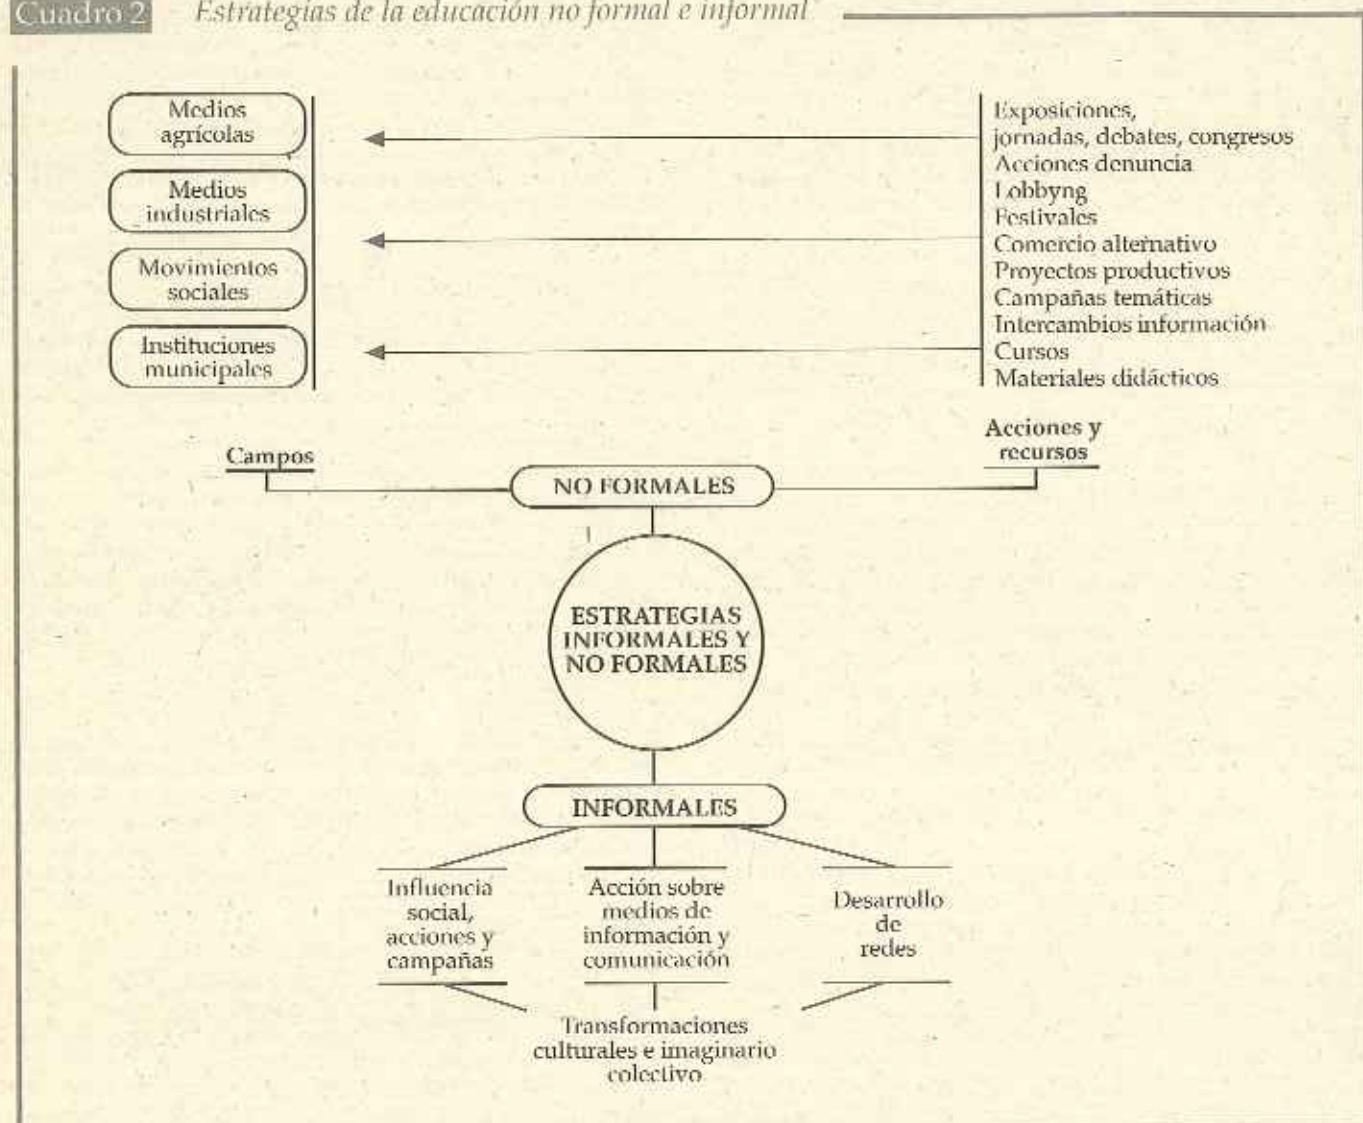 Cuadro 2 Estrategias de la educación no formal e informal
Medios
agrícolas
Medios
industriales
Movimientos
sociales
Instituciones
municipales
Exposiciones,
jornadas, debates, congresos
Acciones denuncia
Lobbyng
Festivales
Comercio alternativo
Proyectos productivos
Campañas temáticas
Intercambios información
Cursos
Materiales didácticos
Campos
Acciones y
recursos
NO FORMALES
ESTRATEGIAS
INFORMALES Y
NO FORMALES
INFORMALES
Influencia
social,
acciones y
campañas
Acción sobre
medios de
información y
comunicación
Desarrollo
de
redes
Transformaciones
culturales e imaginario
colectivo